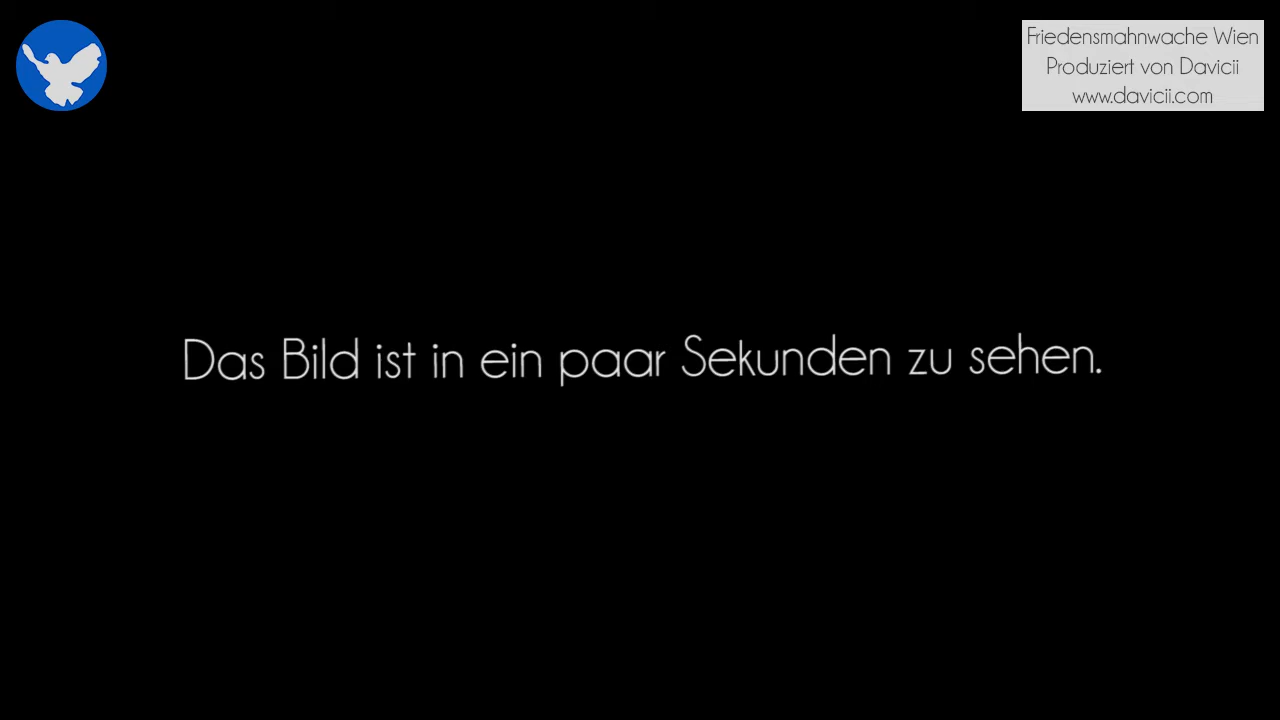 Friedensmahnwache Wien
Produziert von Davicii
www.davicii.com
Das Bild ist in ein paar Sekunden zu sehen.